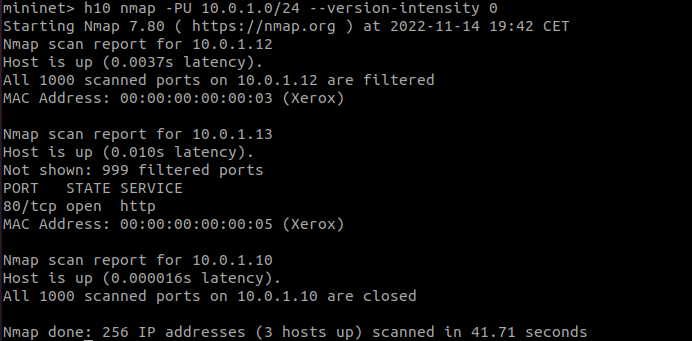 mininet> h10 nmap -PU 10.0.1.0/24 --version-intensity 0
Starting Nmap 7.80 ( https://nmap.org ) at 2022-11-14 19:42 CET
Nmap scan report for 10.0.1.12
Host is up (0.0037s latency).
All 1000 scanned ports on 10.0.1.12 are filtered
MAC Address: 00:00:00:00:00:03 (Xerox)

Nmap scan report for 10.0.1.13
Host is up (0.010s latency).
Not shown: 999 filtered ports
PORT   STATE SERVICE
80/tcp open  http
MAC Address: 00:00:00:00:00:05 (Xerox)

Nmap scan report for 10.0.1.10
Host is up (0.000016s latency).
All 1000 scanned ports on 10.0.1.10 are closed

Nmap done: 256 IP addresses (3 hosts up) scanned in 41.71 seconds